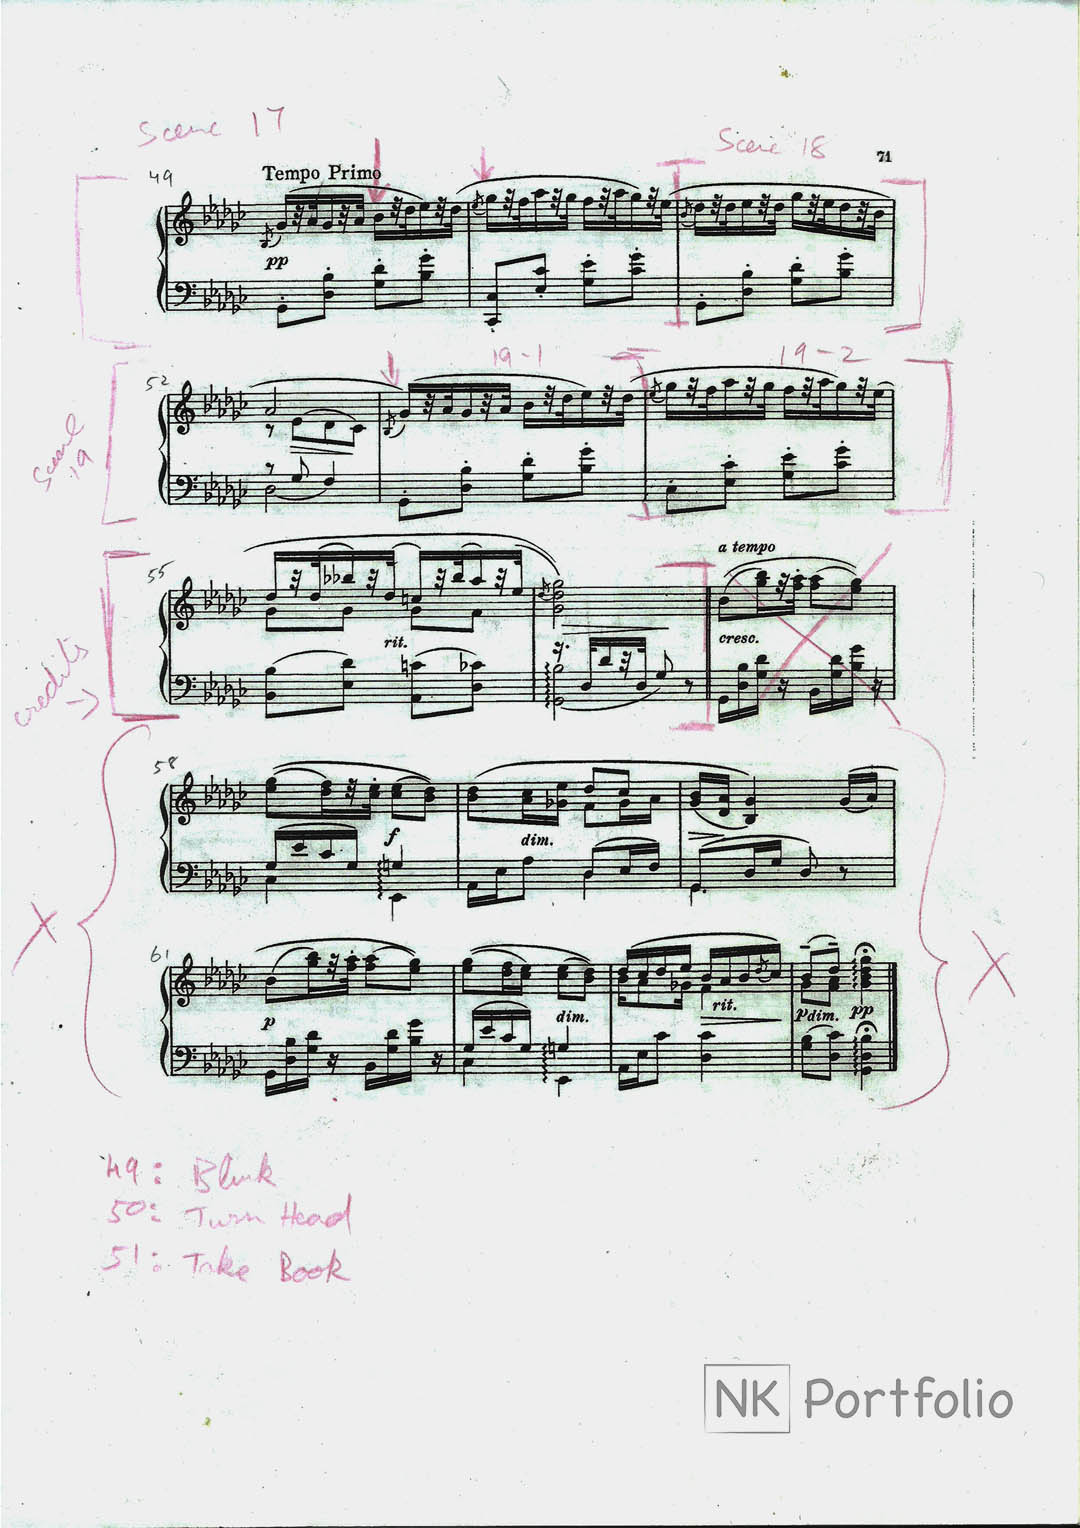 Scene 17
Scene 18
71
49
Tempo Primo
pp
52
19-1
19-2
Scene
19
55
a tempo
rit.
cresc.
credits
58
f
dim.
X
X
61
p
dim.
rit.
p dim.
pp
49: Blink
50: Turn Head
51: Take Book
NK Portfolio